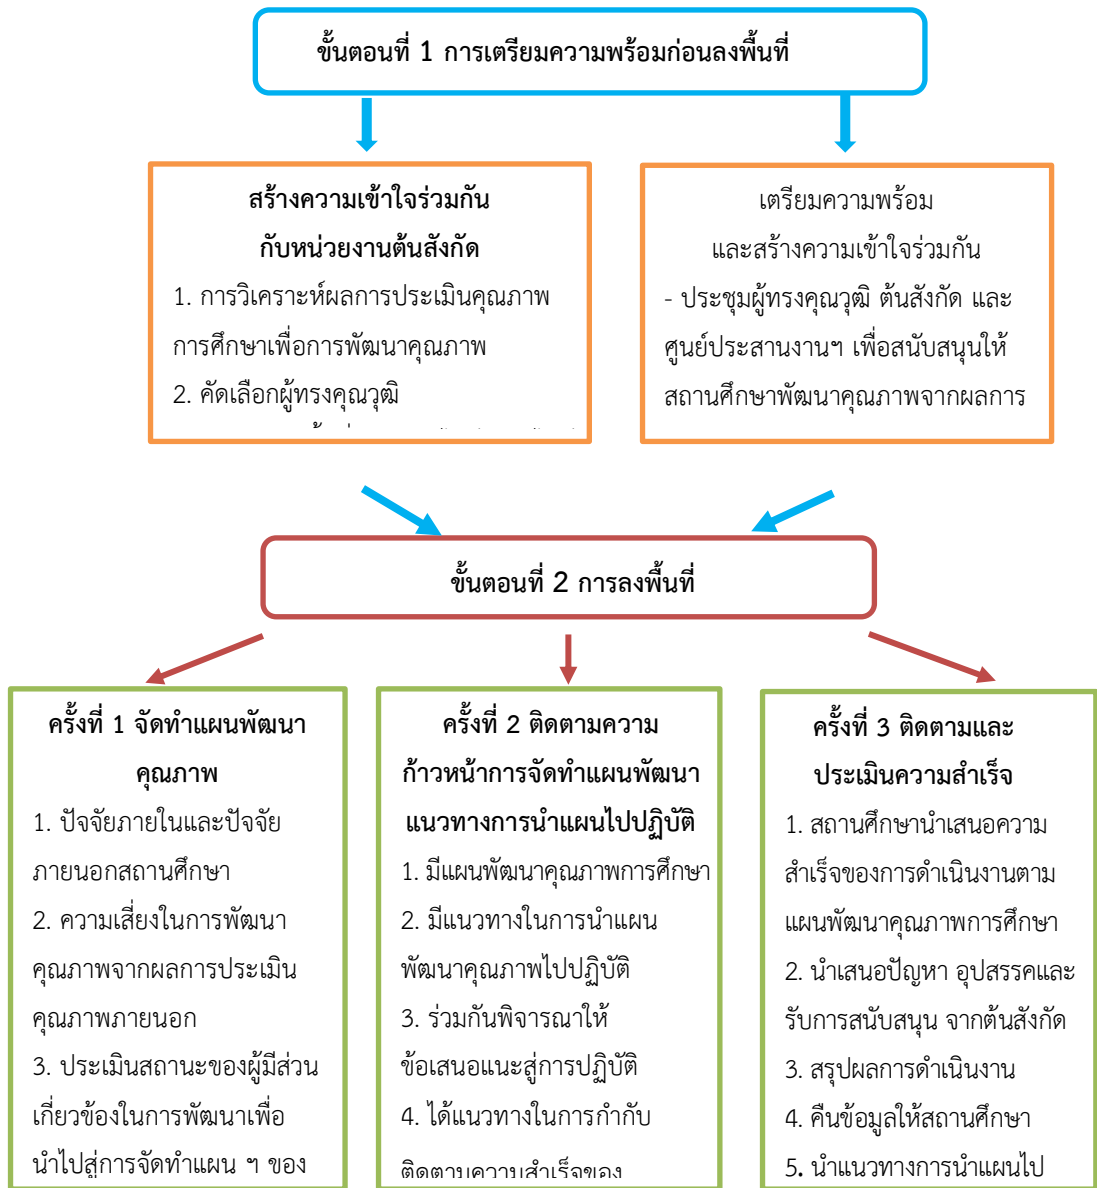 ขั้นตอนที่ 1 การเตรียมความพร้อมก่อนลงพื้นที่
สร้างความเข้าใจร่วมกัน
กับหน่วยงานต้นสังกัด
1. การวิเคราะห์ผลการประเมินคุณภาพ
การศึกษาเพื่อการพัฒนาคุณภาพ
2. คัดเลือกผู้ทรงคุณวุฒิ
เตรียมความพร้อม
และสร้างความเข้าใจร่วมกัน
- ประชุมผู้ทรงคุณวุฒิ ต้นสังกัด และ
ศูนย์ประสานงานฯ เพื่อสนับสนุนให้
สถานศึกษาพัฒนาคุณภาพจากผลการ
ขั้นตอนที่ 2 การลงพื้นที่
ครั้งที่ 1 จัดทำแผนพัฒนา
คุณภาพ
1. ปัจจัยภายในและปัจจัย
ภายนอกสถานศึกษา
2. ความเสี่ยงในการพัฒนา
คุณภาพจากผลการประเมิน
คุณภาพภายนอก
3. ประเมินสถานะของผู้มีส่วน
เกี่ยวข้องในการพัฒนาเพื่อ
นำไปสู่การจัดทำแผน ฯ ของ
ครั้งที่ 2 ติดตามความ
ก้าวหน้าการจัดทำแผนพัฒนา
แนวทางการนำแผนไปปฏิบัติ
1. มีแผนพัฒนาคุณภาพการศึกษา
2. มีแนวทางในการนำแผน
พัฒนาคุณภาพไปปฏิบัติ
3. ร่วมกันพิจารณาให้
ข้อเสนอแนะสู่การปฏิบัติ
4. ได้แนวทางในการกำกับ
ติดตามความสำเร็จของ
ครั้งที่ 3 ติดตามและ
ประเมินความสำเร็จ
1. สถานศึกษานำเสนอความ
สำเร็จของการดำเนินงานตาม
แผนพัฒนาคุณภาพการศึกษา
2. นำเสนอปัญหา อุปสรรคและ
รับการสนับสนุน จากต้นสังกัด
3. สรุปผลการดำเนินงาน
4. คืนข้อมูลให้สถานศึกษา
5. นำแนวทางการนำแผนไป